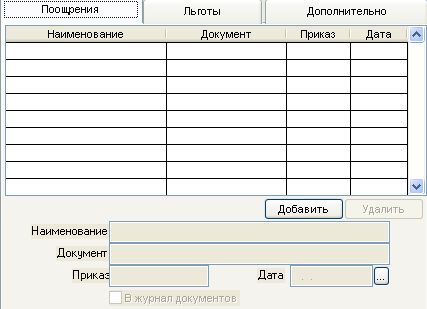 Поощрения Льготы Дополнительно
Наименование Документ Приказ Дата
Добавить Удалить
Наименование
Документ
Приказ Дата . . ...
В журнал документов